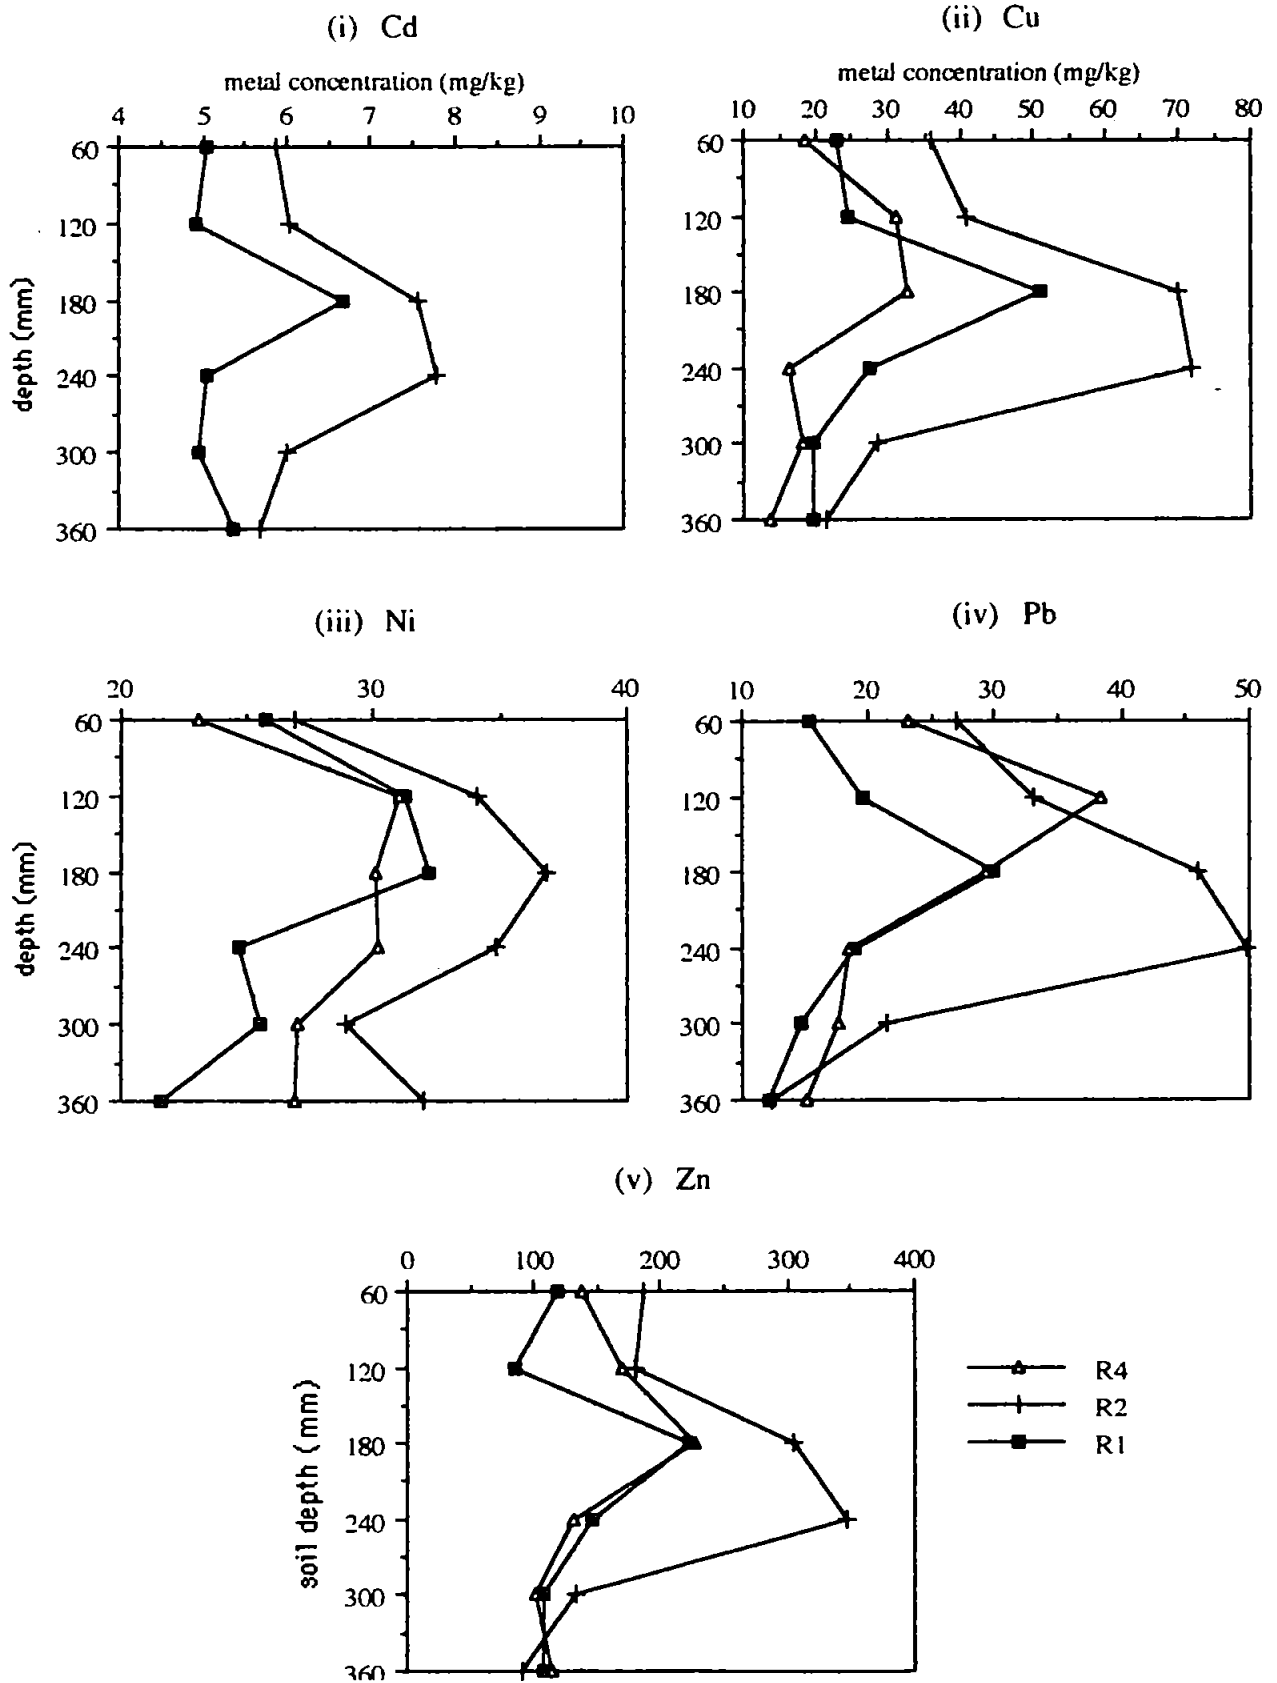 (i) Cd
metal concentration (mg/kg)
4 5 6 7 8 9 10
60
120
180
240
300
360
depth (mm)
(ii) Cu
metal concentration (mg/kg)
10 20 30 40 50 60 70 80
60
120
180
240
300
360
(iii) Ni
20 30 40
60
120
180
240
300
360
depth (mm)
(iv) Pb
10 20 30 40 50
60
120
180
240
300
360
(v) Zn
0 100 200 300 400
60
120
180
240
300
360
soil depth (mm)
R4
R2
R1